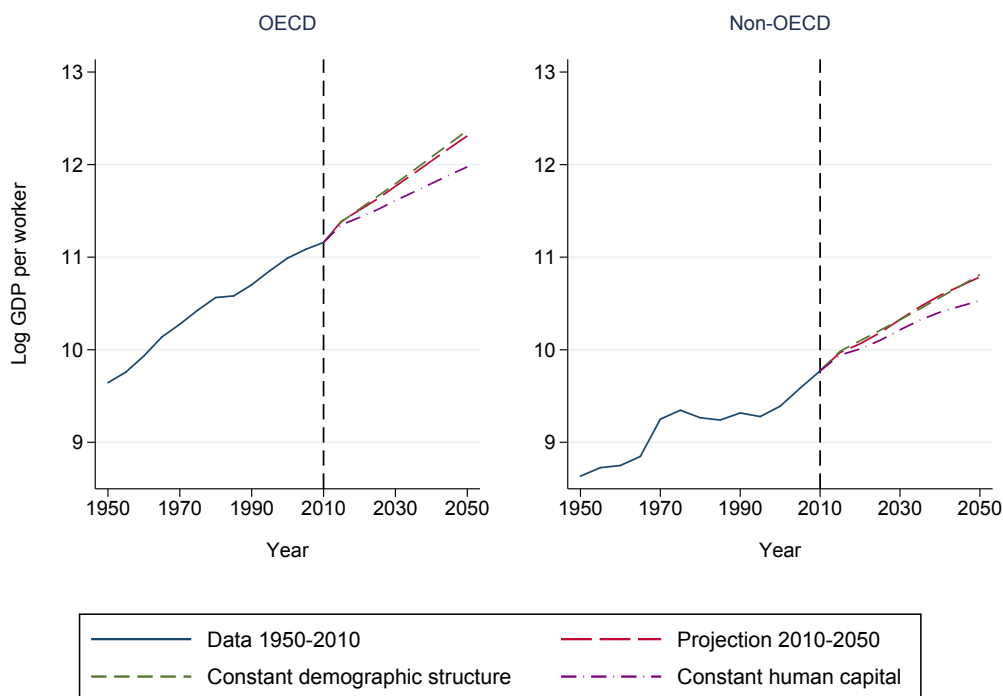 OECD
Non-OECD
Log GDP per worker
13
12
11
10
9
1950 1970 1990 2010 2030 2050
Year
13
12
11
10
9
1950 1970 1990 2010 2030 2050
Year
Data 1950-2010
Projection 2010-2050
Constant demographic structure
Constant human capital